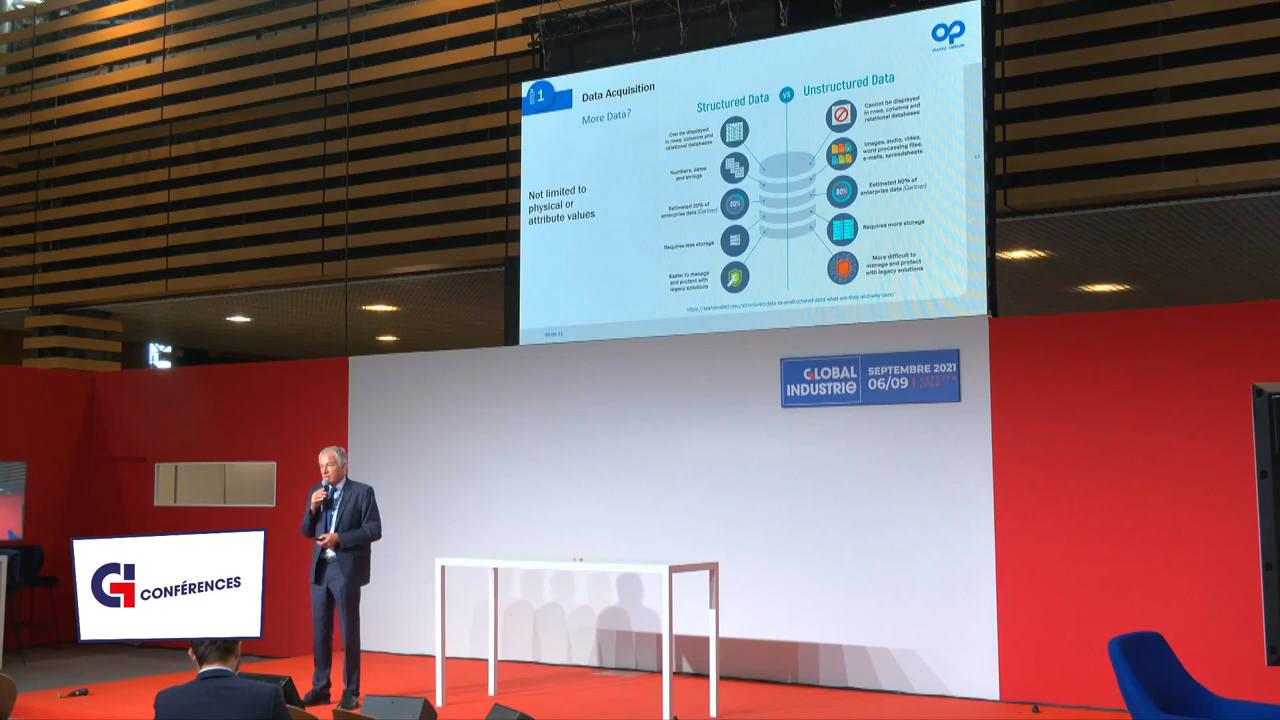 STEP 1
Data Acquisition
More Data?
Not limited to
physical or
attribute values
Structured Data
VS
Unstructured Data
Can be displayed
in rows, columns and
relational databases
Numbers, dates
and strings
20%
Estimated 20% of
enterprise data (Gartner)
Requires less storage
Easier to manage
and protect with
legacy solutions
Cannot be displayed
in rows, columns and
relational databases
Images, audio, video,
word processing files,
e-mails, spreadsheets
80%
Estimated 80% of
enterprise data (Gartner)
Requires more storage
More difficult to
manage and protect
with legacy solutions
OP
GLOBAL
INDUSTRIE
SEPTEMBRE 2021
06/09
GI CONFÉRENCES